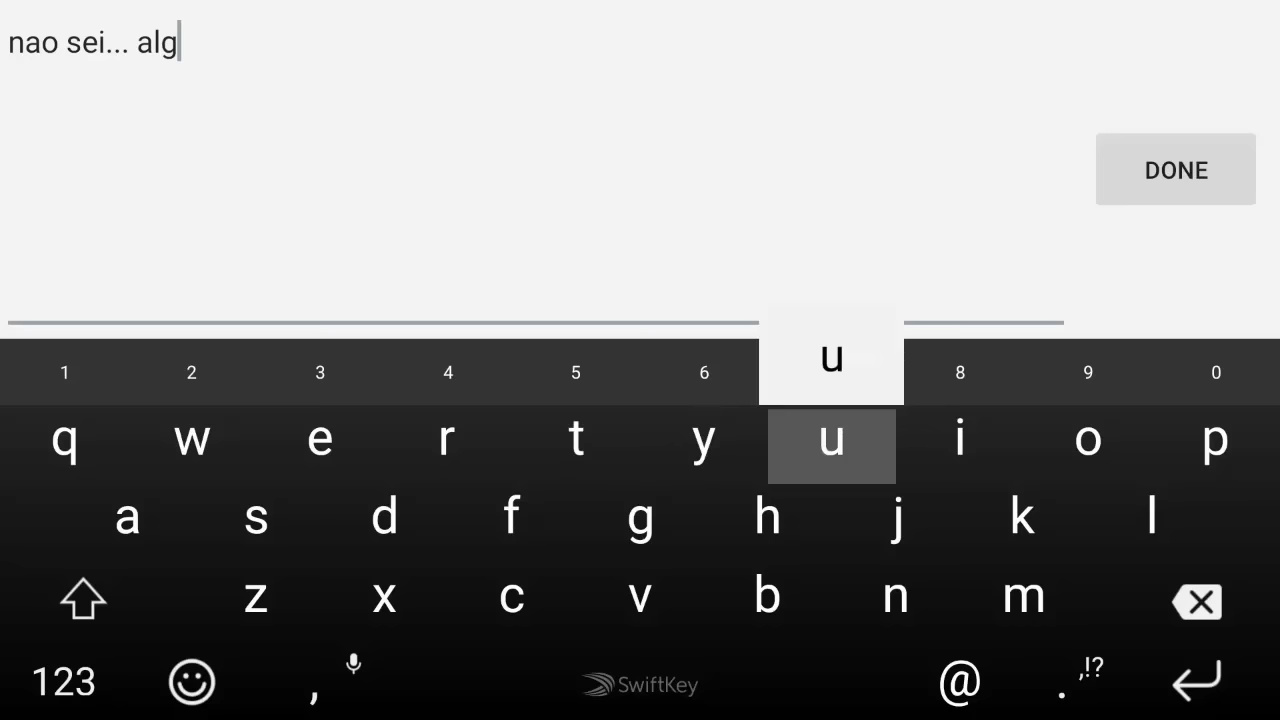 nao sei... alg
DONE
u
1 2 3 4 5 6 8 9 0
q w e r t y u i o p
a s d f g h j k l
z x c v b n m
123 , SwiftKey @ . ,!?